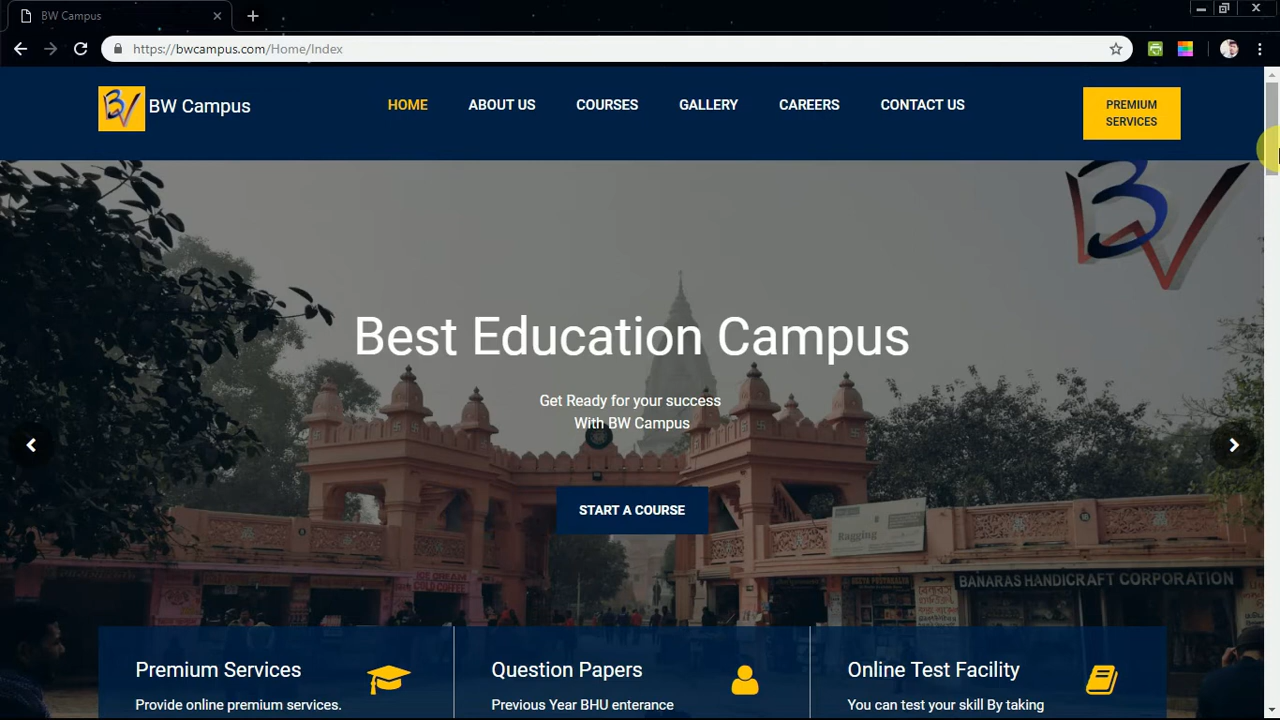 BW Campus
https://bwcampus.com/Home/Index
BW Campus
HOME
ABOUT US
COURSES
GALLERY
CAREERS
CONTACT US
PREMIUM
SERVICES
BV
Best Education Campus
Get Ready for your success
With BW Campus
START A COURSE
Ragging
BANARAS HANDICRAFT CORPORATION
Premium Services
Provide online premium services.
Question Papers
Previous Year BHU enterance
Online Test Facility
You can test your skill By taking